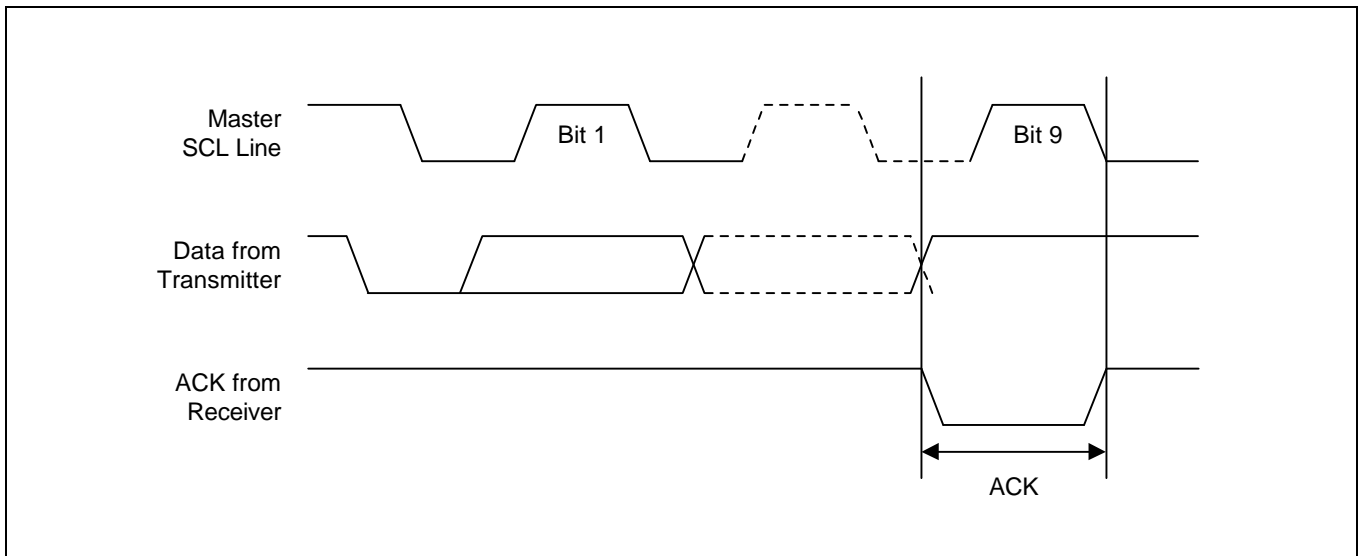 Master
SCL Line
Bit 1
Bit 9
Data from
Transmitter
ACK from
Receiver
ACK